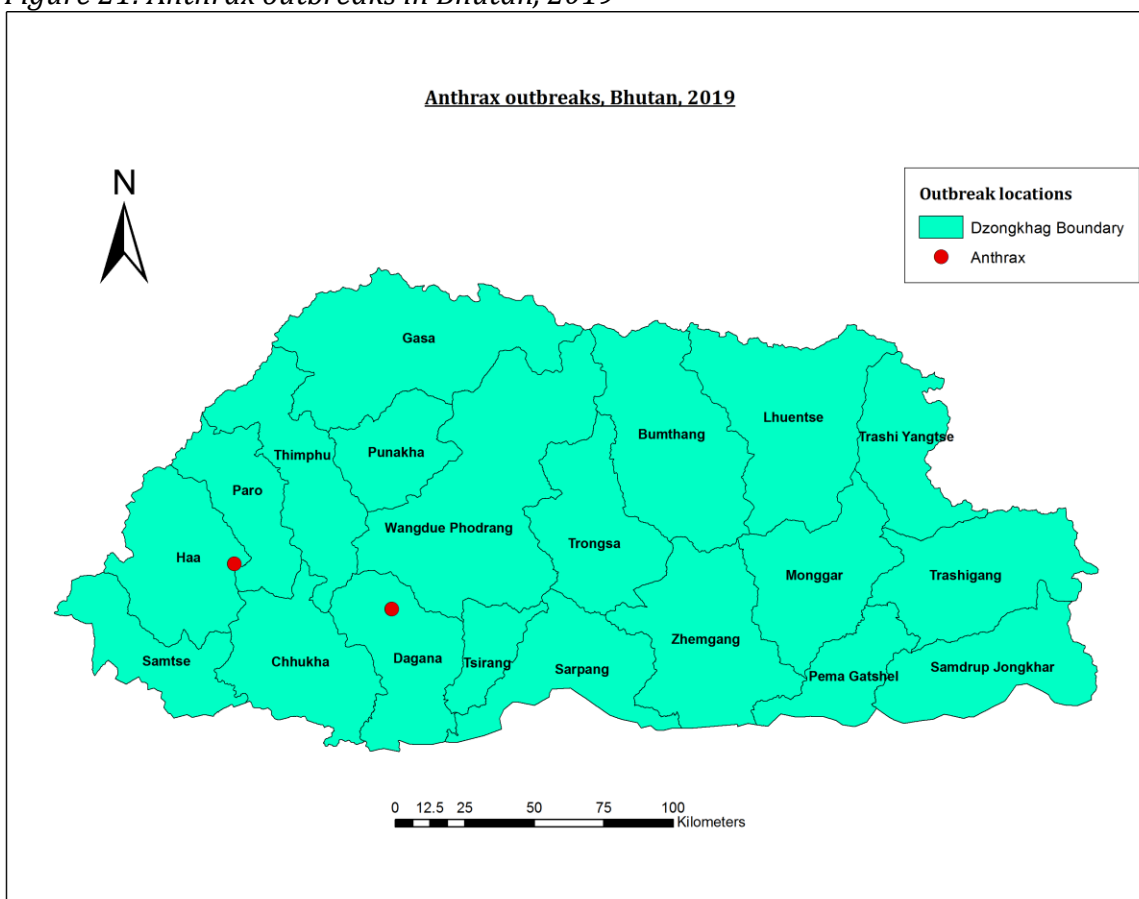 Figure 21: Anthrax outbreaks in Bhutan, 2019
Anthrax outbreaks, Bhutan, 2019
N
Outbreak locations
Dzongkhag Boundary
Anthrax
Gasa
Lhuentse
Bumthang
Trashi Yangtse
Thimphu
Punakha
Paro
Wangdue Phodrang
Trongsa
Haa
Monggar
Trashigang
Zhemgang
Samtse
Chhukha
Dagana
Tsirang
Sarpang
Pema Gatshel
Samdrup Jongkhar
0 12.5 25 50 75 100
Kilometers